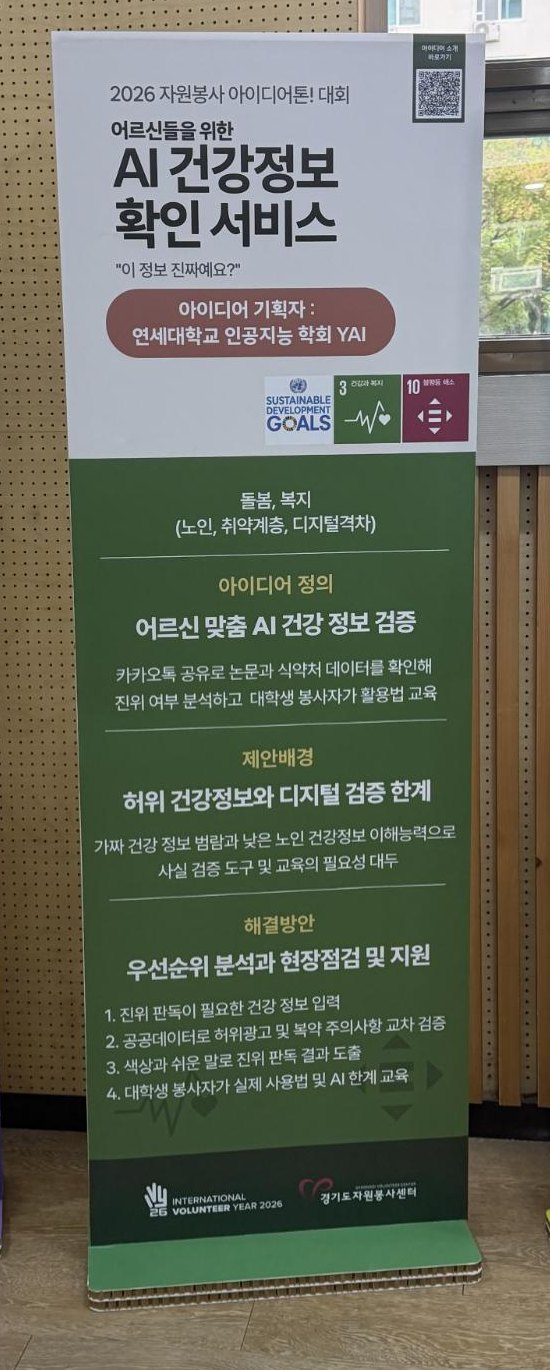 아이디어 소개
바로가기
2026 자원봉사 아이디어톤! 대회
어르신들을 위한
AI 건강정보
확인 서비스
"이 정보 진짜예요?"
아이디어 기획자 :
연세대학교 인공지능 학회 YAI
SUSTAINABLE
DEVELOPMENT
GOALS
3 건강과 복지
10 불평등 해소
돌봄, 복지
(노인, 취약계층, 디지털격차)
아이디어 정의
어르신 맞춤 AI 건강 정보 검증
카카오톡 공유로 논문과 식약처 데이터를 확인해
진위 여부 분석하고 대학생 봉사자가 활용법 교육
제안배경
허위 건강정보와 디지털 검증 한계
가짜 건강 정보 범람과 낮은 노인 건강정보 이해능력으로
사실 검증 도구 및 교육의 필요성 대두
해결방안
우선순위 분석과 현장점검 및 지원
1. 진위 판독이 필요한 건강 정보 입력
2. 공공데이터로 허위광고 및 복약 주의사항 교차 검증
3. 색상과 쉬운 말로 진위 판독 결과 도출
4. 대학생 봉사자가 실제 사용법 및 AI 한계 교육
26
INTERNATIONAL
VOLUNTEER YEAR 2026
GYEONGGI VOLUNTEER CENTER
경기도자원봉사센터